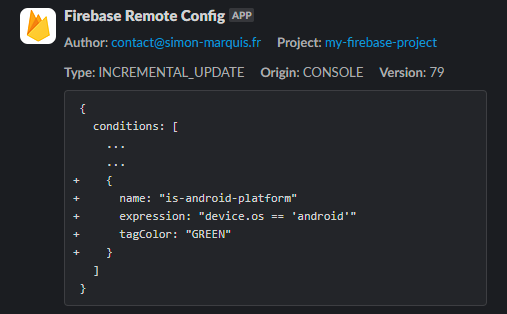 Firebase Remote Config APP
Author: contact@simon-marquis.fr Project: my-firebase-project
Type: INCREMENTAL_UPDATE Origin: CONSOLE Version: 79
{
  conditions: [
    ...
    ...
+    {
+      name: "is-android-platform"
+      expression: "device.os == 'android'"
+      tagColor: "GREEN"
+    }
  ]
}